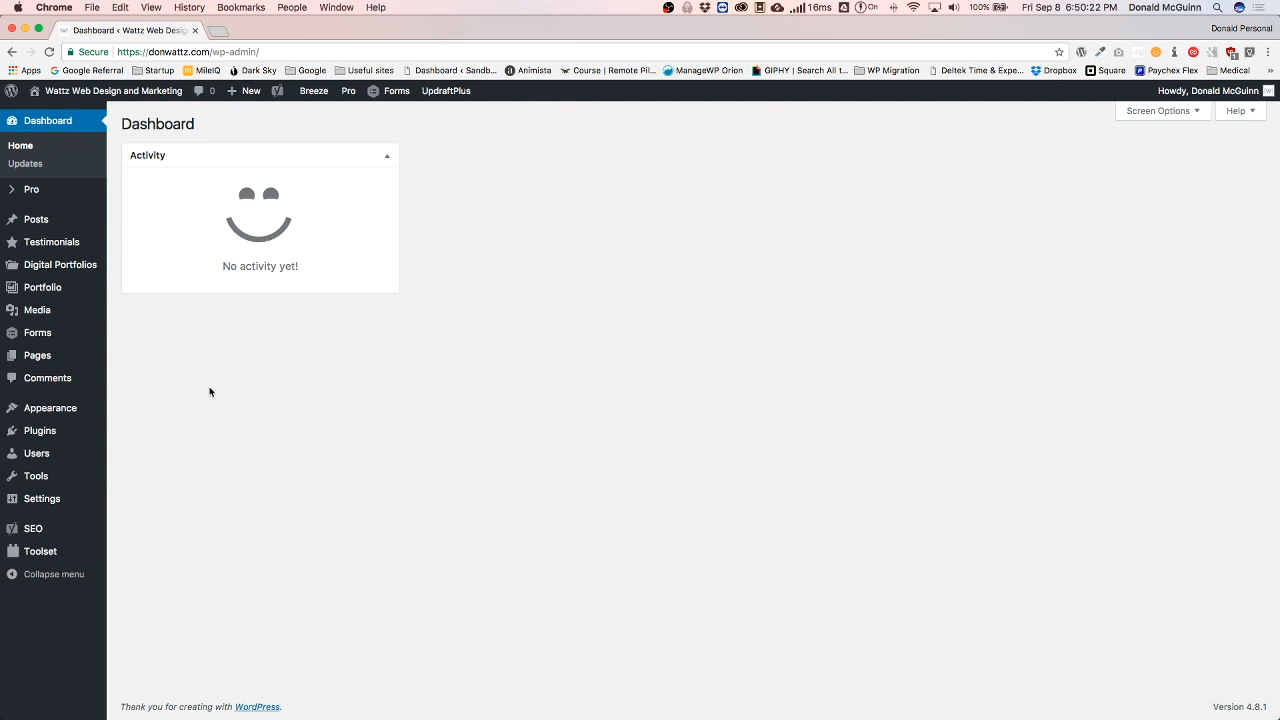 Chrome File Edit View History Bookmarks People Window Help 16ms On 100% Fri Sep 8 6:50:22 PM Donald McGuinn
Dashboard ‹ Wattz Web Desig Donald Personal
Secure https://donwattz.com/wp-admin/
Apps Google Referral Startup MileIQ Dark Sky Google Useful sites Dashboard ‹ Sandb... Animista Course | Remote Pil... ManageWP Orion GIPHY | Search All t... WP Migration Deltek Time & Expe... Dropbox Square Paychex Flex Medical »
Wattz Web Design and Marketing 0 New Breeze Pro Forms UpdraftPlus Howdy, Donald McGuinn
Screen Options Help
Dashboard
Home
Updates
Pro
Posts
Testimonials
Digital Portfolios
Portfolio
Media
Forms
Pages
Comments
Appearance
Plugins
Users
Tools
Settings
SEO
Toolset
Collapse menu
Dashboard
Activity
No activity yet!
Thank you for creating with WordPress. Version 4.8.1